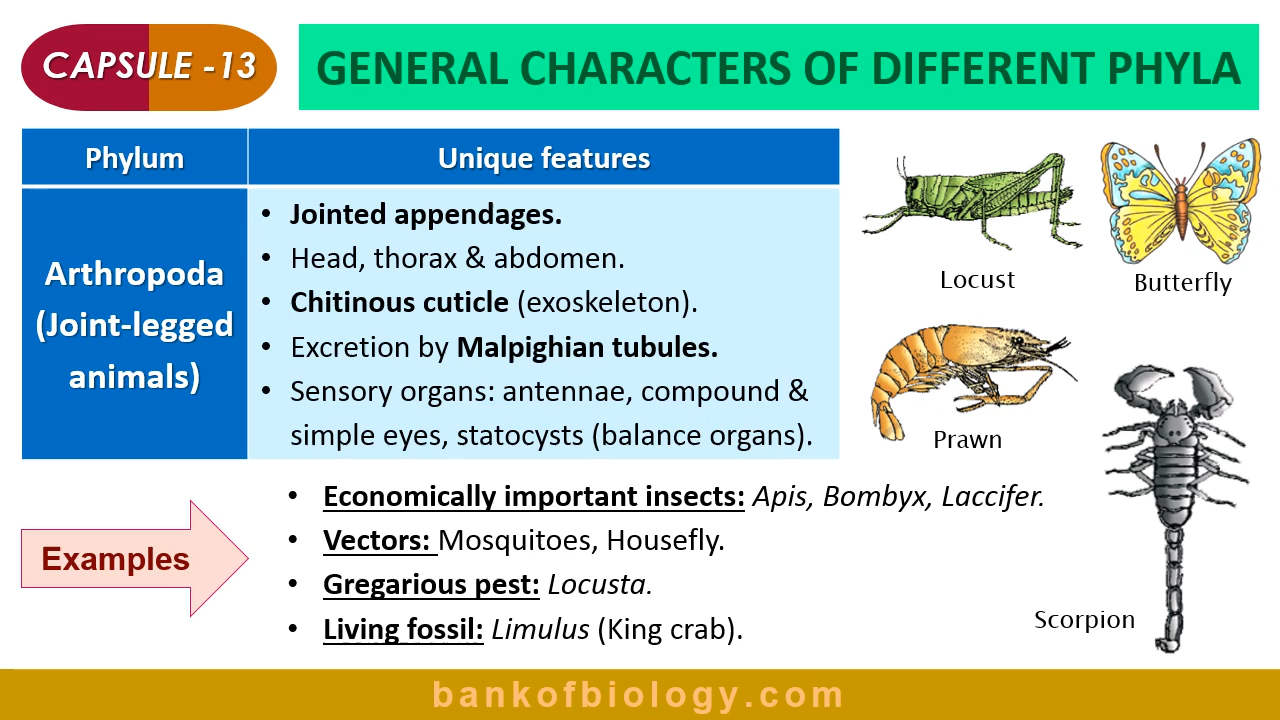 CAPSULE -13
GENERAL CHARACTERS OF DIFFERENT PHYLA
Phylum
Unique features
Arthropoda
(Joint-legged
animals)
• Jointed appendages.
• Head, thorax & abdomen.
• Chitinous cuticle (exoskeleton).
• Excretion by Malpighian tubules.
• Sensory organs: antennae, compound &
simple eyes, statocysts (balance organs).
Locust
Butterfly
Prawn
Scorpion
Examples
• Economically important insects: Apis, Bombyx, Laccifer.
• Vectors: Mosquitoes, Housefly.
• Gregarious pest: Locusta.
• Living fossil: Limulus (King crab).
bankofbiology.com